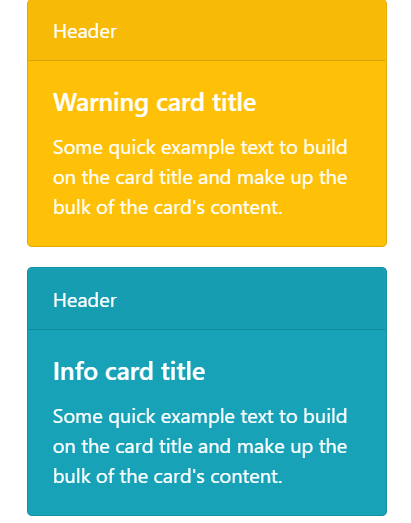 Header
Warning card title
Some quick example text to build
on the card title and make up the
bulk of the card's content.
Header
Info card title
Some quick example text to build
on the card title and make up the
bulk of the card's content.